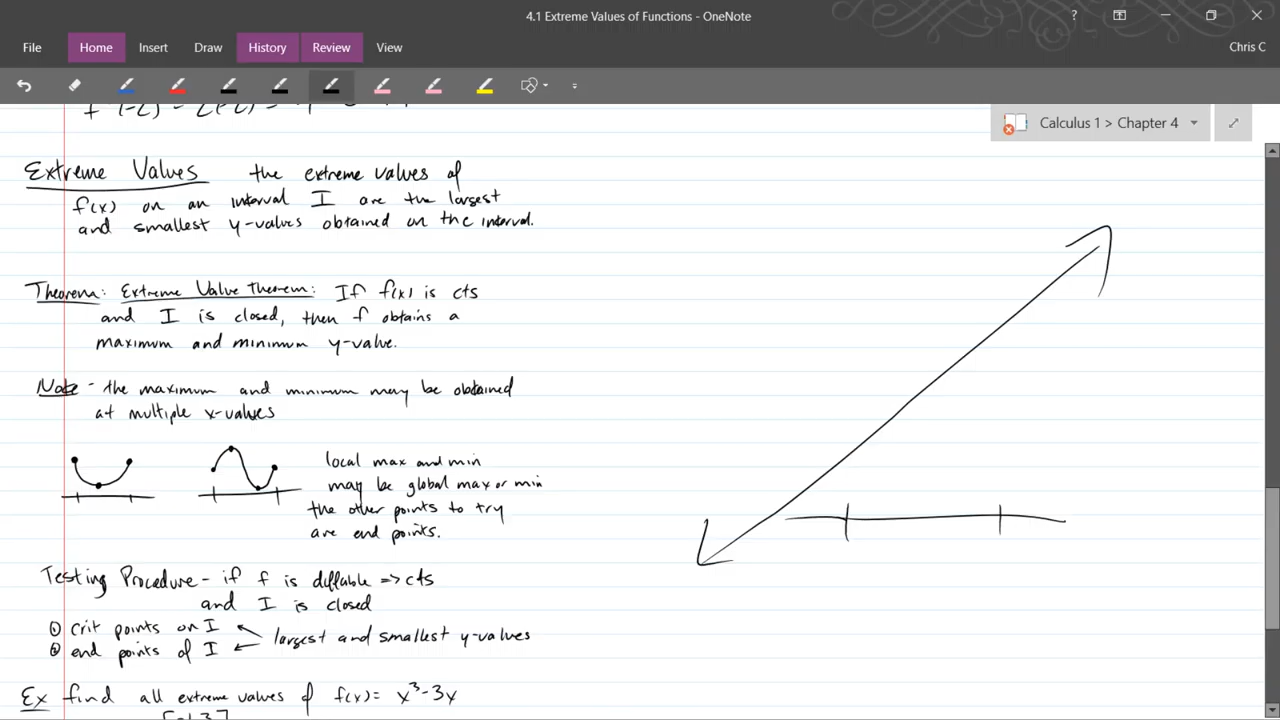 4.1 Extreme Values of Functions - OneNote
?
File Home Insert Draw History Review View
Chris C
Calculus 1 > Chapter 4
Extreme Values the extreme values of
f(x) on an interval I are the largest
and smallest y-values obtained on the interval.
Theorem: Extreme Value Theorem: If f(x) is cts
and I is closed, then f obtains a
maximum and minimum y-value.
Note - the maximum and minimum may be obtained
at multiple x-values
local max and min
may be global max or min
the other points to try
are end points.
Testing Procedure - if f is diffable => cts
and I is closed
① crit points on I
② end points of I
largest and smallest y-values
Ex find all extreme values of f(x) = x³-3x